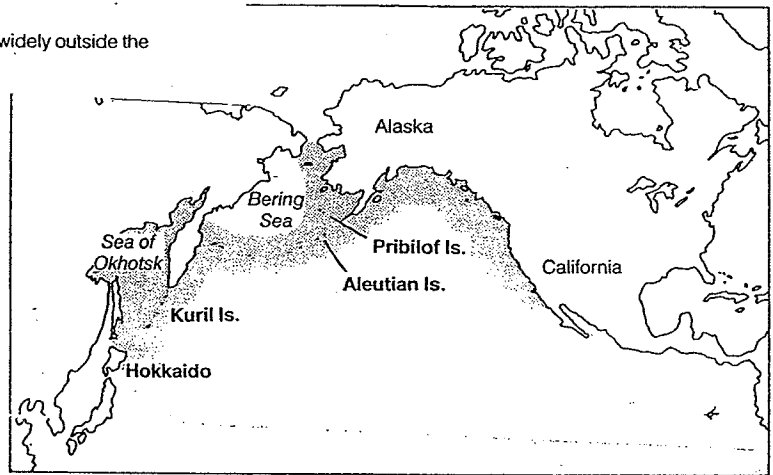 widely outside the
Alaska
Bering
Sea
Sea of
Okhotsk
Pribilof Is.
California
Aleutian Is.
Kuril Is.
Hokkaido